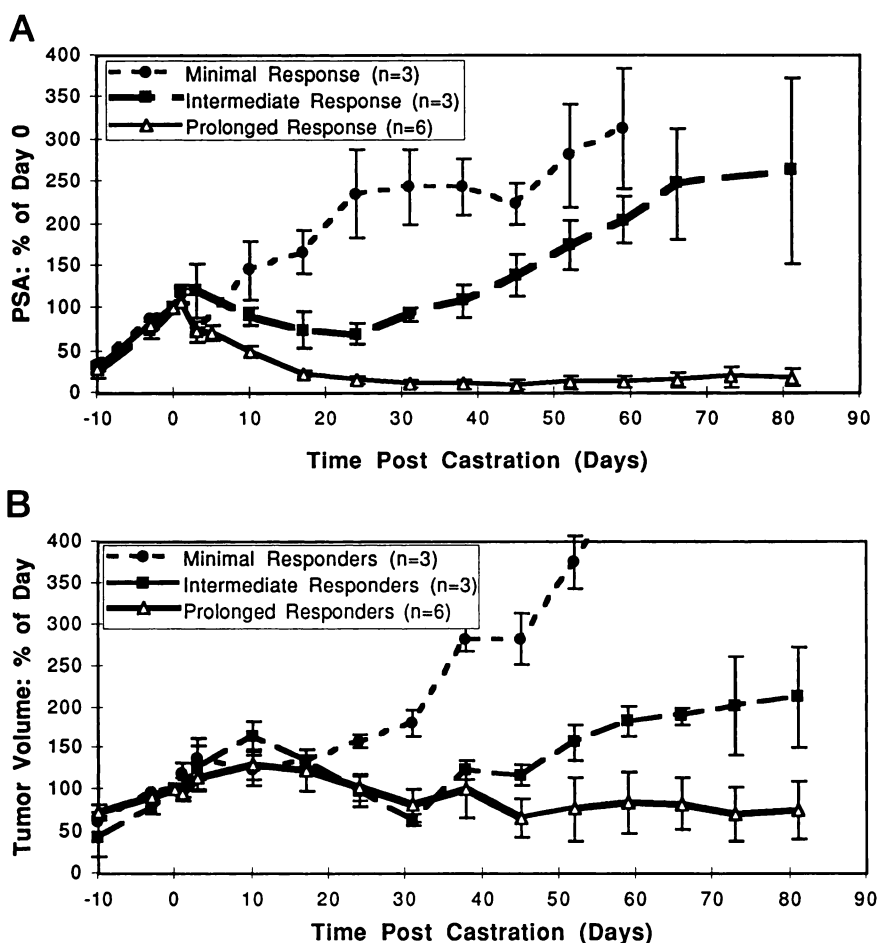 A
400
350
300
250
200
150
100
50
0
PSA: % of Day 0
Minimal Response (n=3)
Intermediate Response (n=3)
Prolonged Response (n=6)
-10 0 10 20 30 40 50 60 70 80 90
Time Post Castration (Days)
B
400
350
300
250
200
150
100
50
0
Tumor Volume: % of Day
Minimal Responders (n=3)
Intermediate Responders (n=3)
Prolonged Responders (n=6)
-10 0 10 20 30 40 50 60 70 80 90
Time Post Castration (Days)